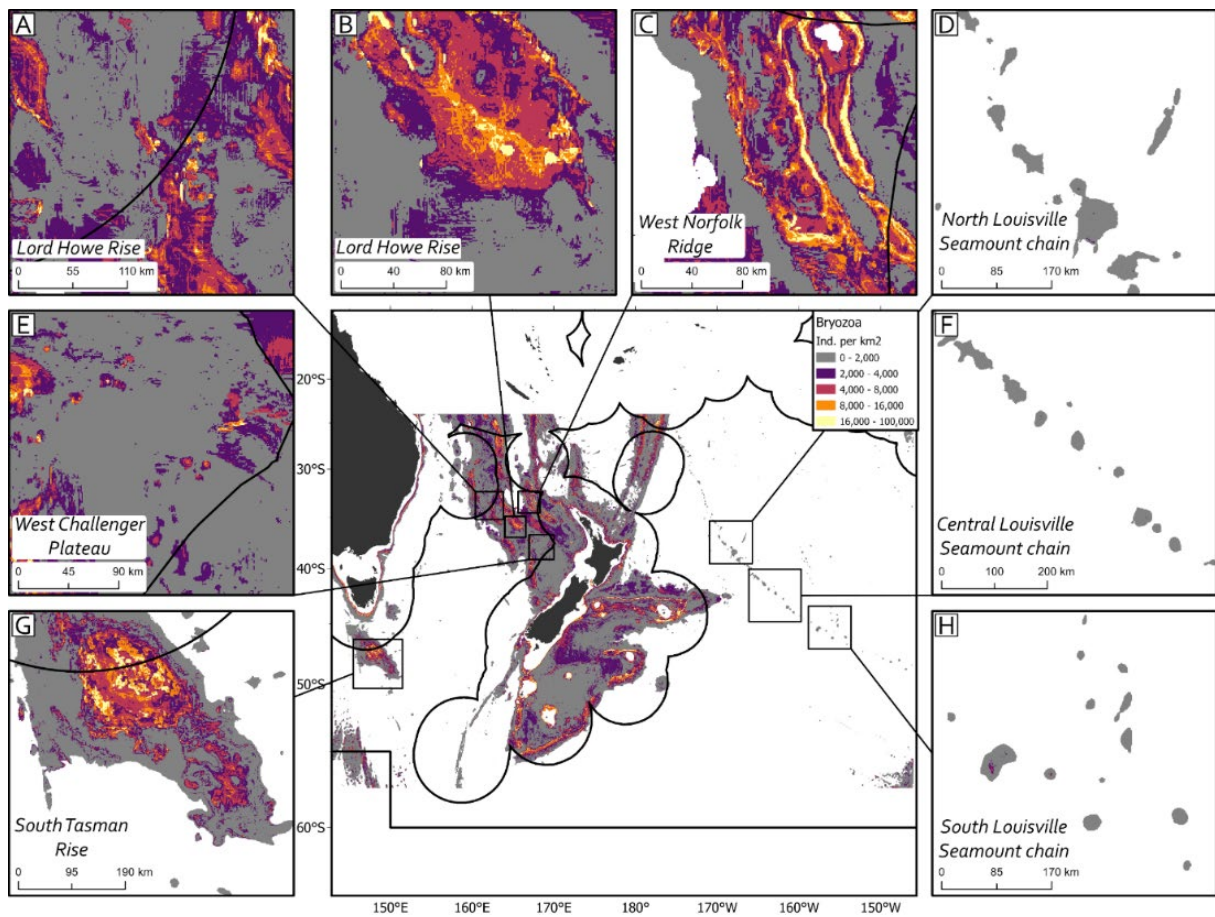 A
Lord Howe Rise
0 55 110 km
B
Lord Howe Rise
0 40 80 km
C
West Norfolk
Ridge
0 40 80 km
D
North Louisville
Seamount chain
0 85 170 km
E
West Challenger
Plateau
0 45 90 km
Bryozoa
Ind. per km2
0 - 2,000
2,000 - 4,000
4,000 - 8,000
8,000 - 16,000
16,000 - 100,000
20°S
30°S
40°S
50°S
60°S
150°E 160°E 170°E 180° 170°W 160°W 150°W
F
Central Louisville
Seamount chain
0 100 200 km
G
South Tasman
Rise
0 95 190 km
H
South Louisville
Seamount chain
0 85 170 km